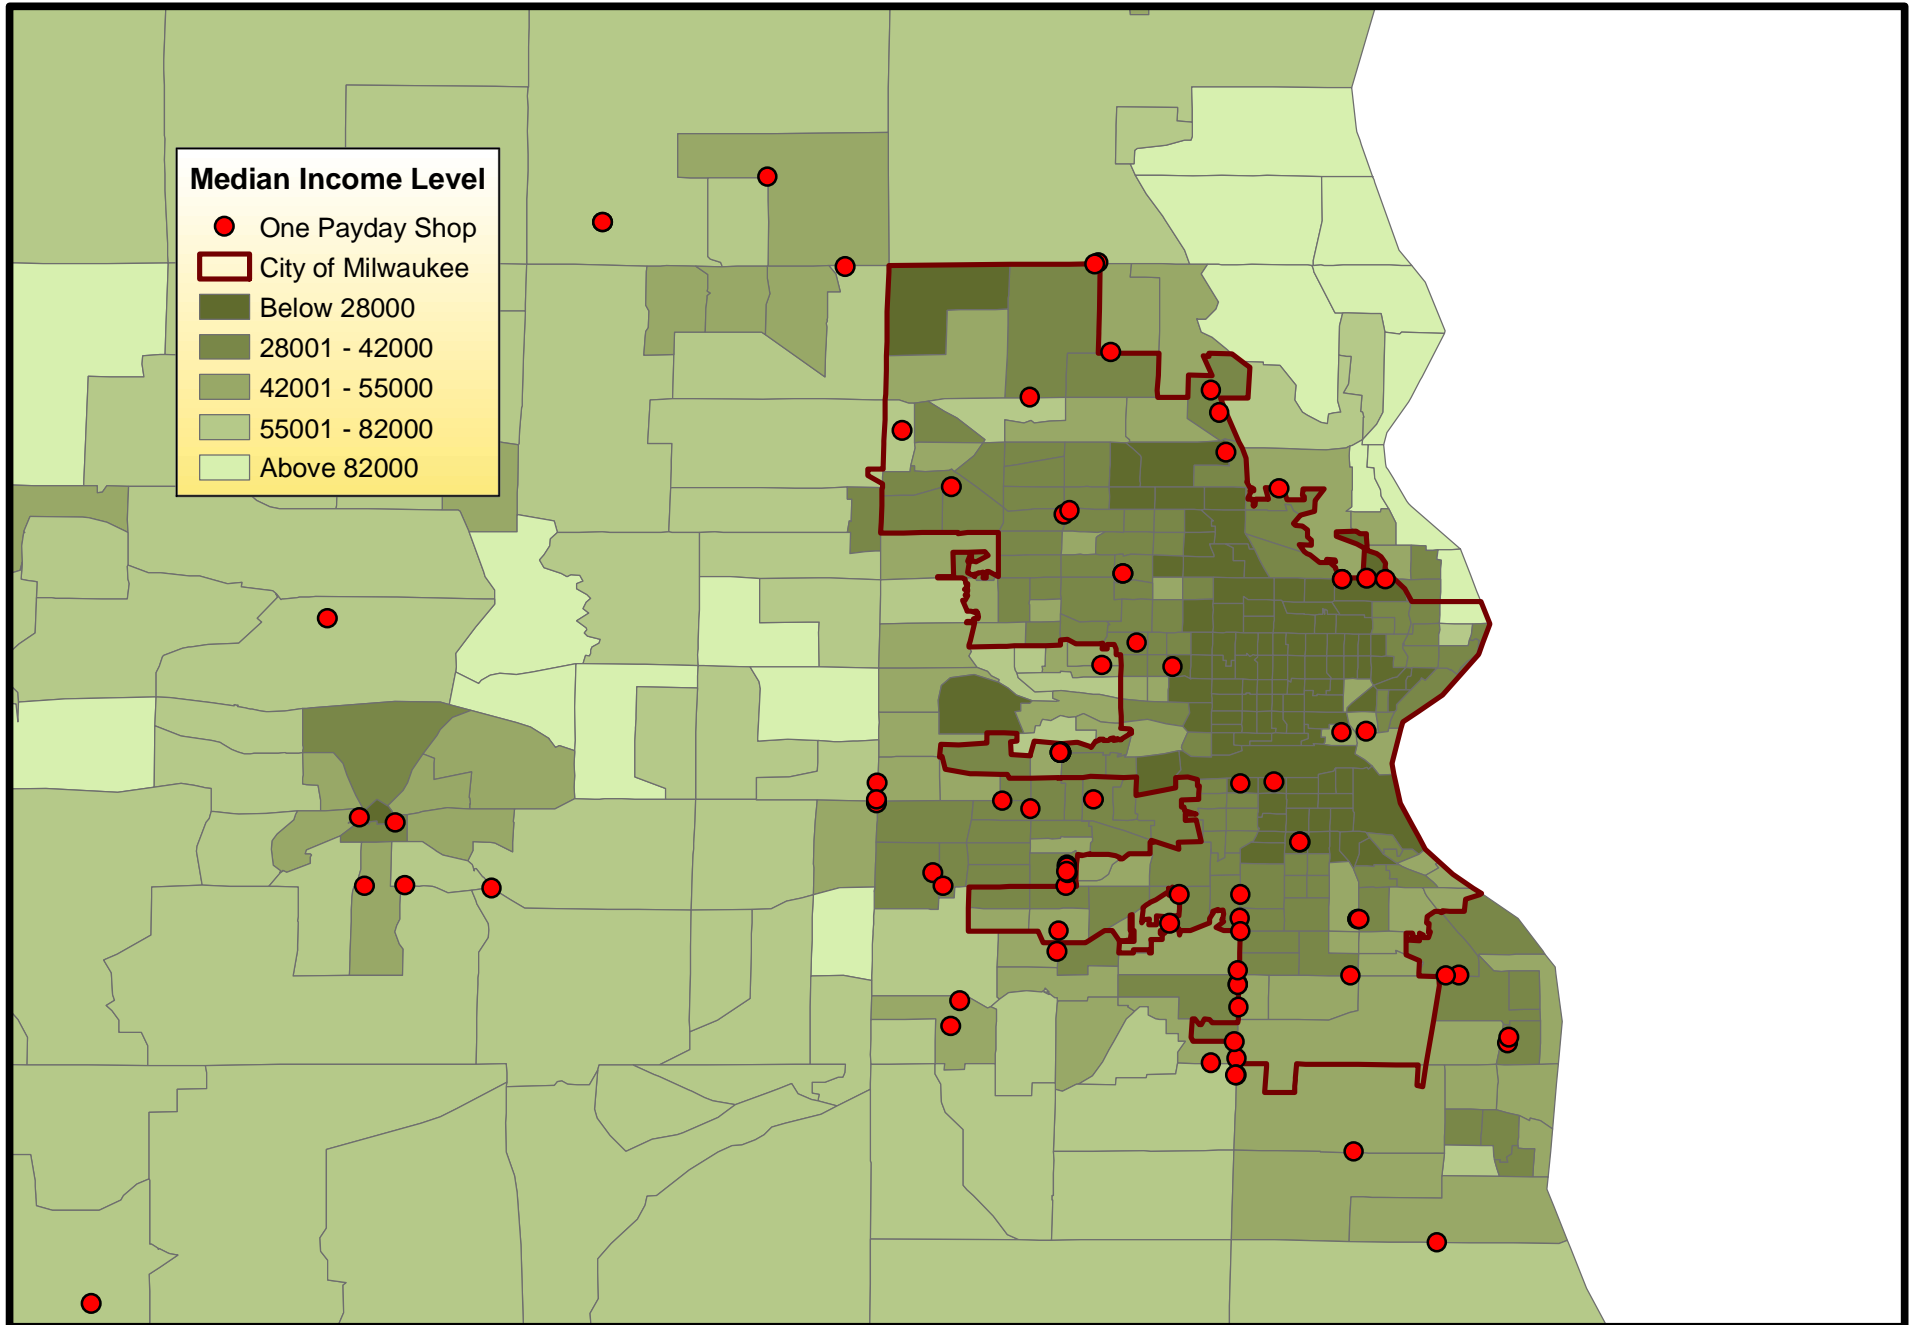 Median Income Level
One Payday Shop
City of Milwaukee
Below 28000
28001 - 42000
42001 - 55000
55001 - 82000
Above 82000